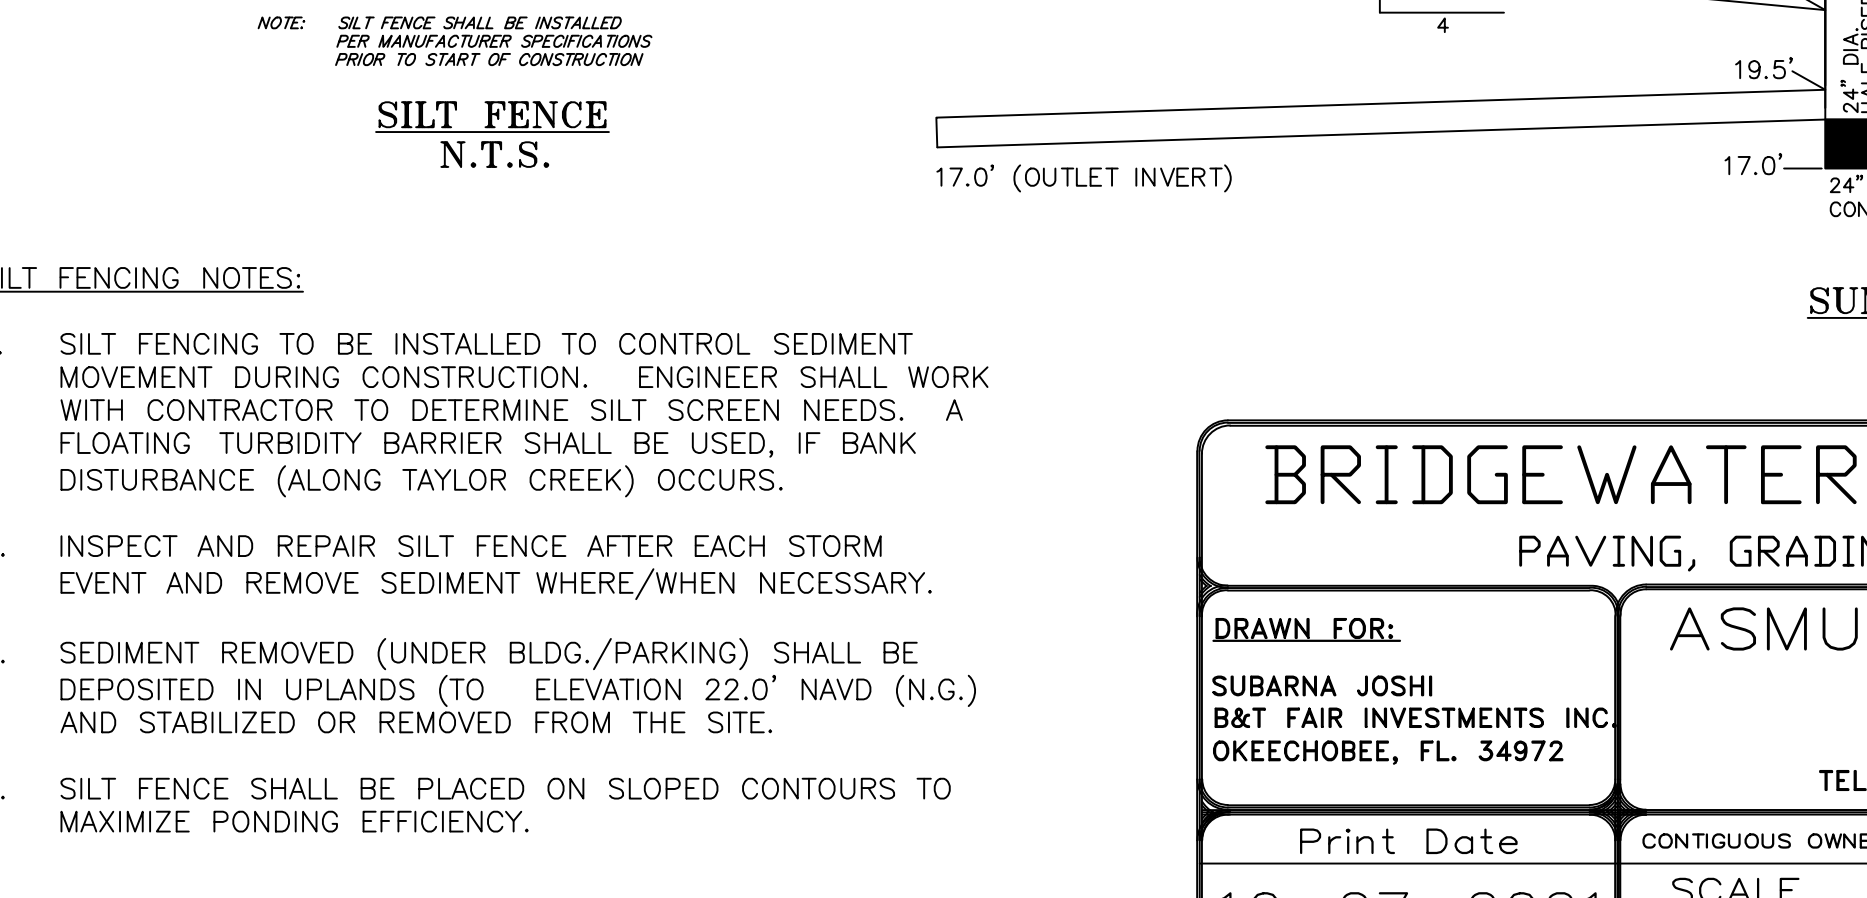 NOTE: SILT FENCE SHALL BE INSTALLED
PER MANUFACTURER SPECIFICATIONS
PRIOR TO START OF CONSTRUCTION
SILT FENCE
N.T.S.
4
19.5'
24" DIA.
17.0' (OUTLET INVERT)
17.0'
24"
CON
SUM
ILT FENCING NOTES:
. SILT FENCING TO BE INSTALLED TO CONTROL SEDIMENT
MOVEMENT DURING CONSTRUCTION. ENGINEER SHALL WORK
WITH CONTRACTOR TO DETERMINE SILT SCREEN NEEDS. A
FLOATING TURBIDITY BARRIER SHALL BE USED, IF BANK
DISTURBANCE (ALONG TAYLOR CREEK) OCCURS.
. INSPECT AND REPAIR SILT FENCE AFTER EACH STORM
EVENT AND REMOVE SEDIMENT WHERE/WHEN NECESSARY.
. SEDIMENT REMOVED (UNDER BLDG./PARKING) SHALL BE
DEPOSITED IN UPLANDS (TO ELEVATION 22.0' NAVD (N.G.)
AND STABILIZED OR REMOVED FROM THE SITE.
. SILT FENCE SHALL BE PLACED ON SLOPED CONTOURS TO
MAXIMIZE PONDING EFFICIENCY.
BRIDGEWATER
PAVING, GRADIN
DRAWN FOR:
SUBARNA JOSHI
B&T FAIR INVESTMENTS INC.
OKEECHOBEE, FL. 34972
ASMU
TEL
Print Date
CONTIGUOUS OWNE
SCALE